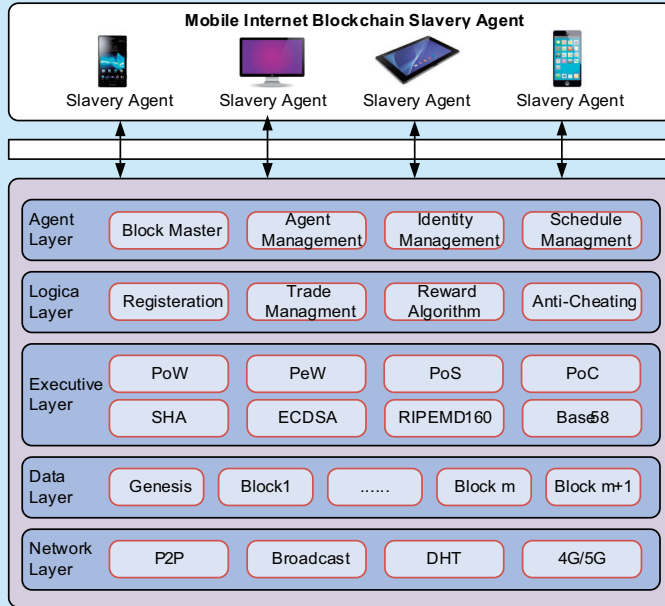 Mobile Internet Blockchain Slavery Agent
Slavery Agent
Slavery Agent
Slavery Agent
Slavery Agent
Agent
Layer
Block Master
Agent
Management
Identity
Management
Schedule
Managment
Logica
Layer
Registeration
Trade
Managment
Reward
Algorithm
Anti-Cheating
Executive
Layer
PoW
PeW
PoS
PoC
SHA
ECDSA
RIPEMD160
Base58
Data
Layer
Genesis
Block1
......
Block m
Block m+1
Network
Layer
P2P
Broadcast
DHT
4G/5G